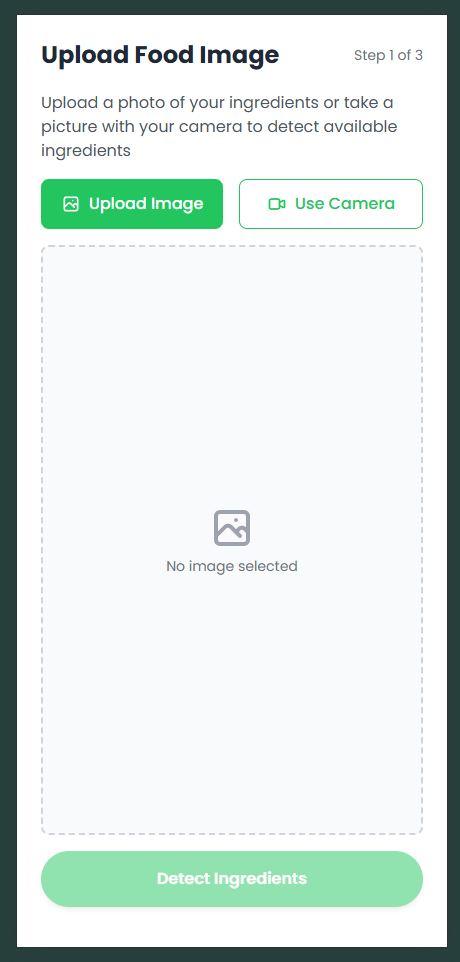 Upload Food Image
Step 1 of 3
Upload a photo of your ingredients or take a
picture with your camera to detect available
ingredients
Upload Image
Use Camera
No image selected
Detect Ingredients